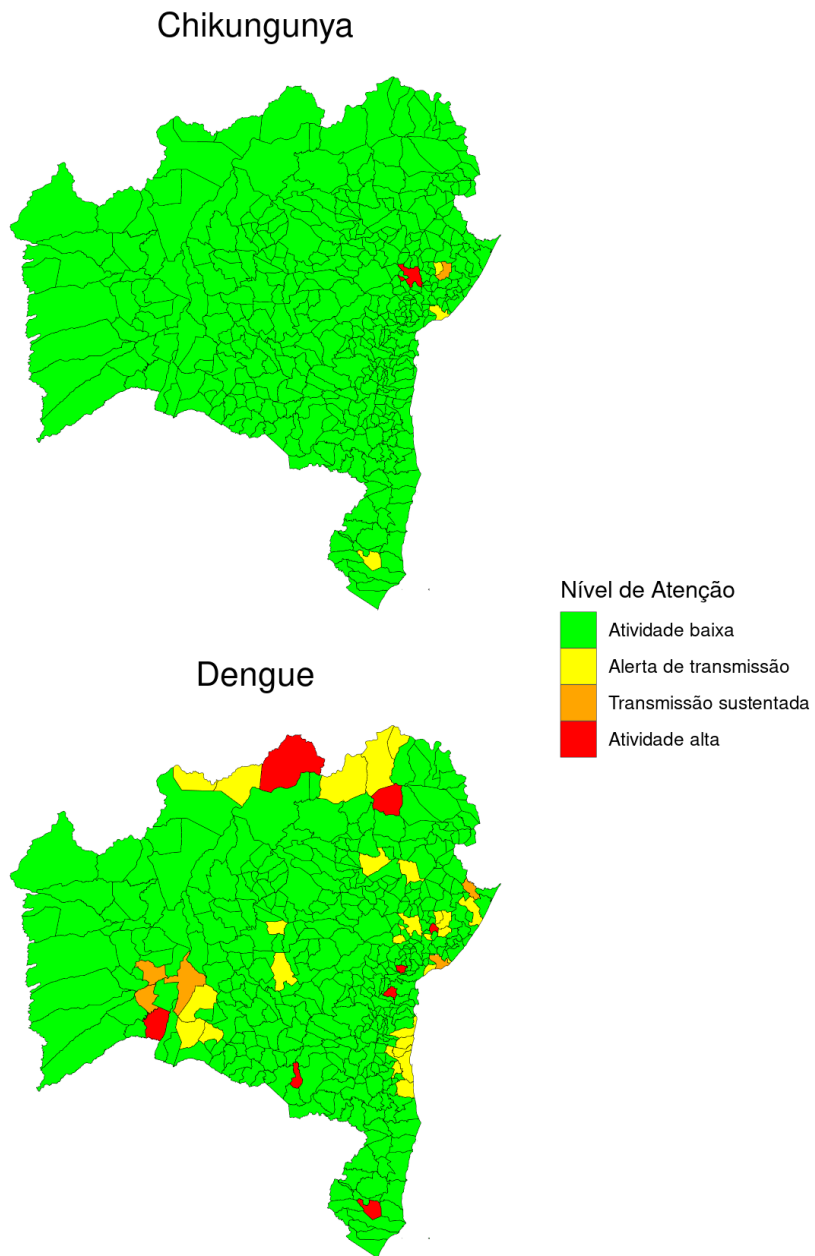 Chikungunya
Nível de Atenção
Atividade baixa
Alerta de transmissão
Transmissão sustentada
Atividade alta
Dengue